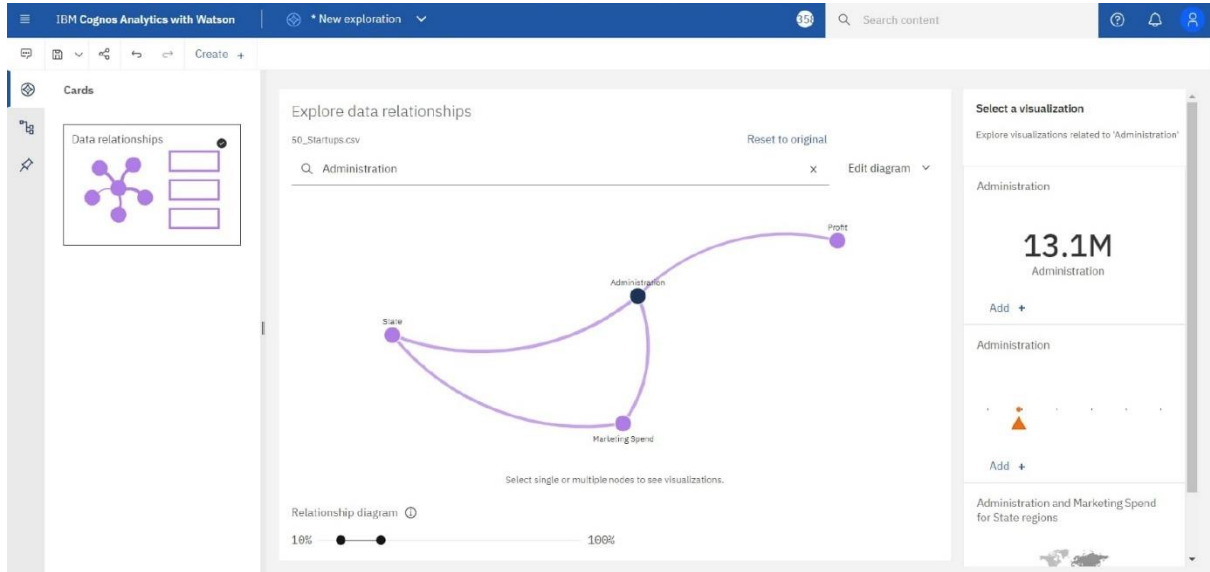 IBM Cognos Analytics with Watson
* New exploration
Search content
Create +
Cards
Data relationships
Explore data relationships
50_Startups.csv
Reset to original
Administration
x
Edit diagram
Profit
Administration
State
Marketing Spend
Select single or multiple nodes to see visualizations.
Relationship diagram
10%
100%
Select a visualization
Explore visualizations related to 'Administration'
Administration
13.1M
Administration
Add +
Administration
Add +
Administration and Marketing Spend
for State regions